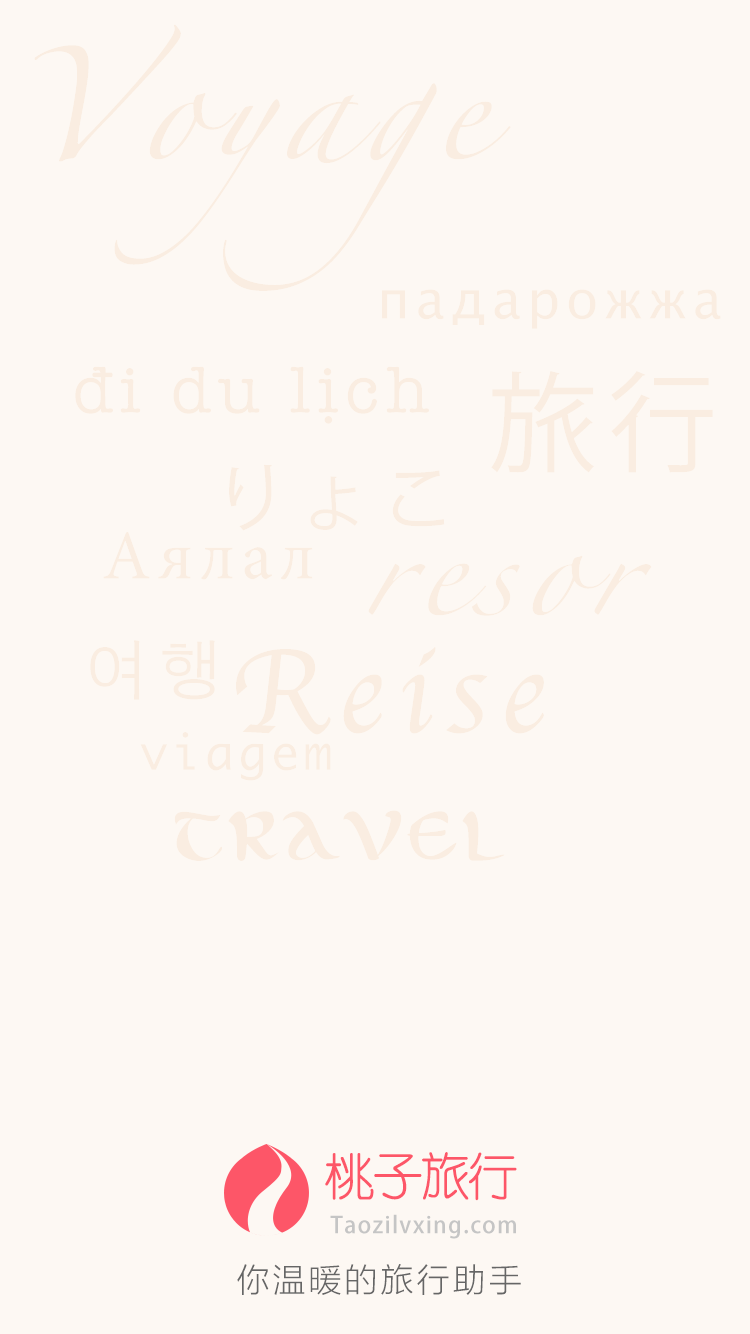 Voyage
падарожжа
đi du lịch
旅行
りょこ
Аялал
resor
여행
Reise
viagem
TRAVEL
桃子旅行
Taozilvxing.com
你温暖的旅行助手